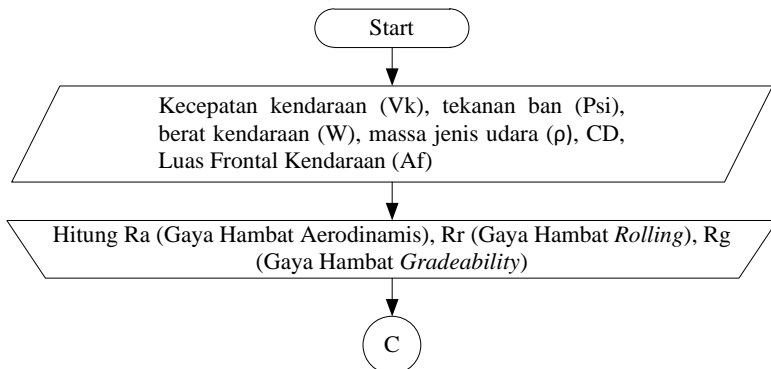 Start
Kecepatan kendaraan (Vk), tekanan ban (Psi),
berat kendaraan (W), massa jenis udara (ρ), CD,
Luas Frontal Kendaraan (Af)
Hitung Ra (Gaya Hambat Aerodinamis), Rr (Gaya Hambat Rolling), Rg
(Gaya Hambat Gradeability)
C